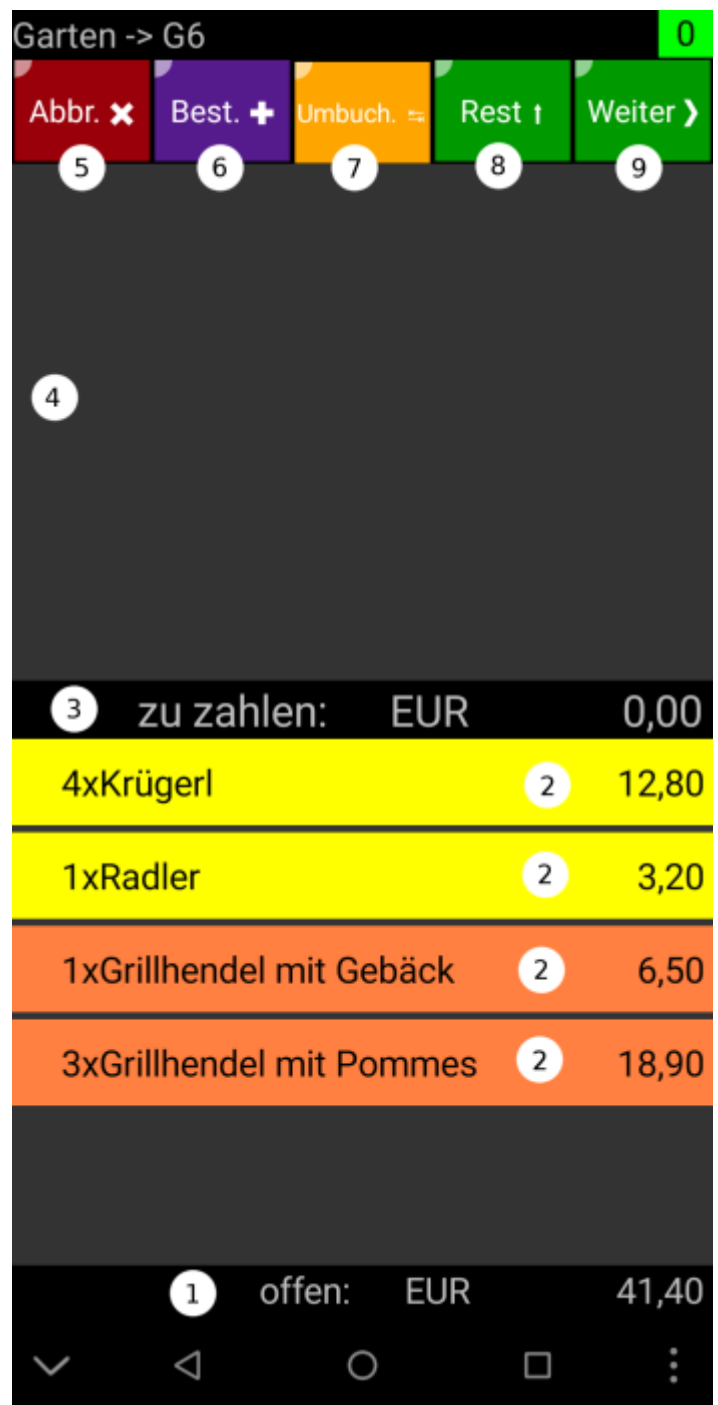 Garten -> G6 0
Abbr. ✖ Best. ✚ Umbuch. ⇆ Rest ↑ Weiter ❯
5 6 7 8 9
4
3 zu zahlen: EUR 0,00
4xKrügerl 2 12,80
1xRadler 2 3,20
1xGrillhendel mit Gebäck 2 6,50
3xGrillhendel mit Pommes 2 18,90
1 offen: EUR 41,40